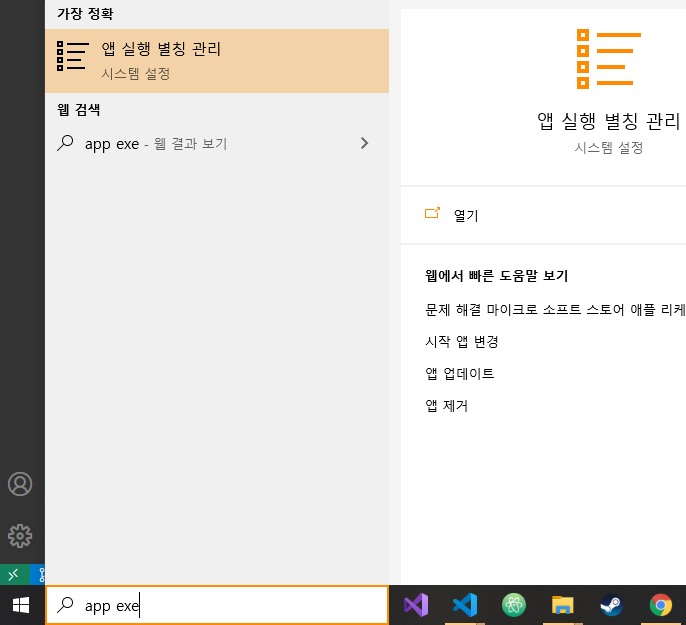 가장 정확
앱 실행 별칭 관리
시스템 설정
웹 검색
app exe - 웹 결과 보기
앱 실행 별칭 관리
시스템 설정
열기
웹에서 빠른 도움말 보기
문제 해결 마이크로 소프트 스토어 애플 리케
시작 앱 변경
앱 업데이트
앱 제거
app exe